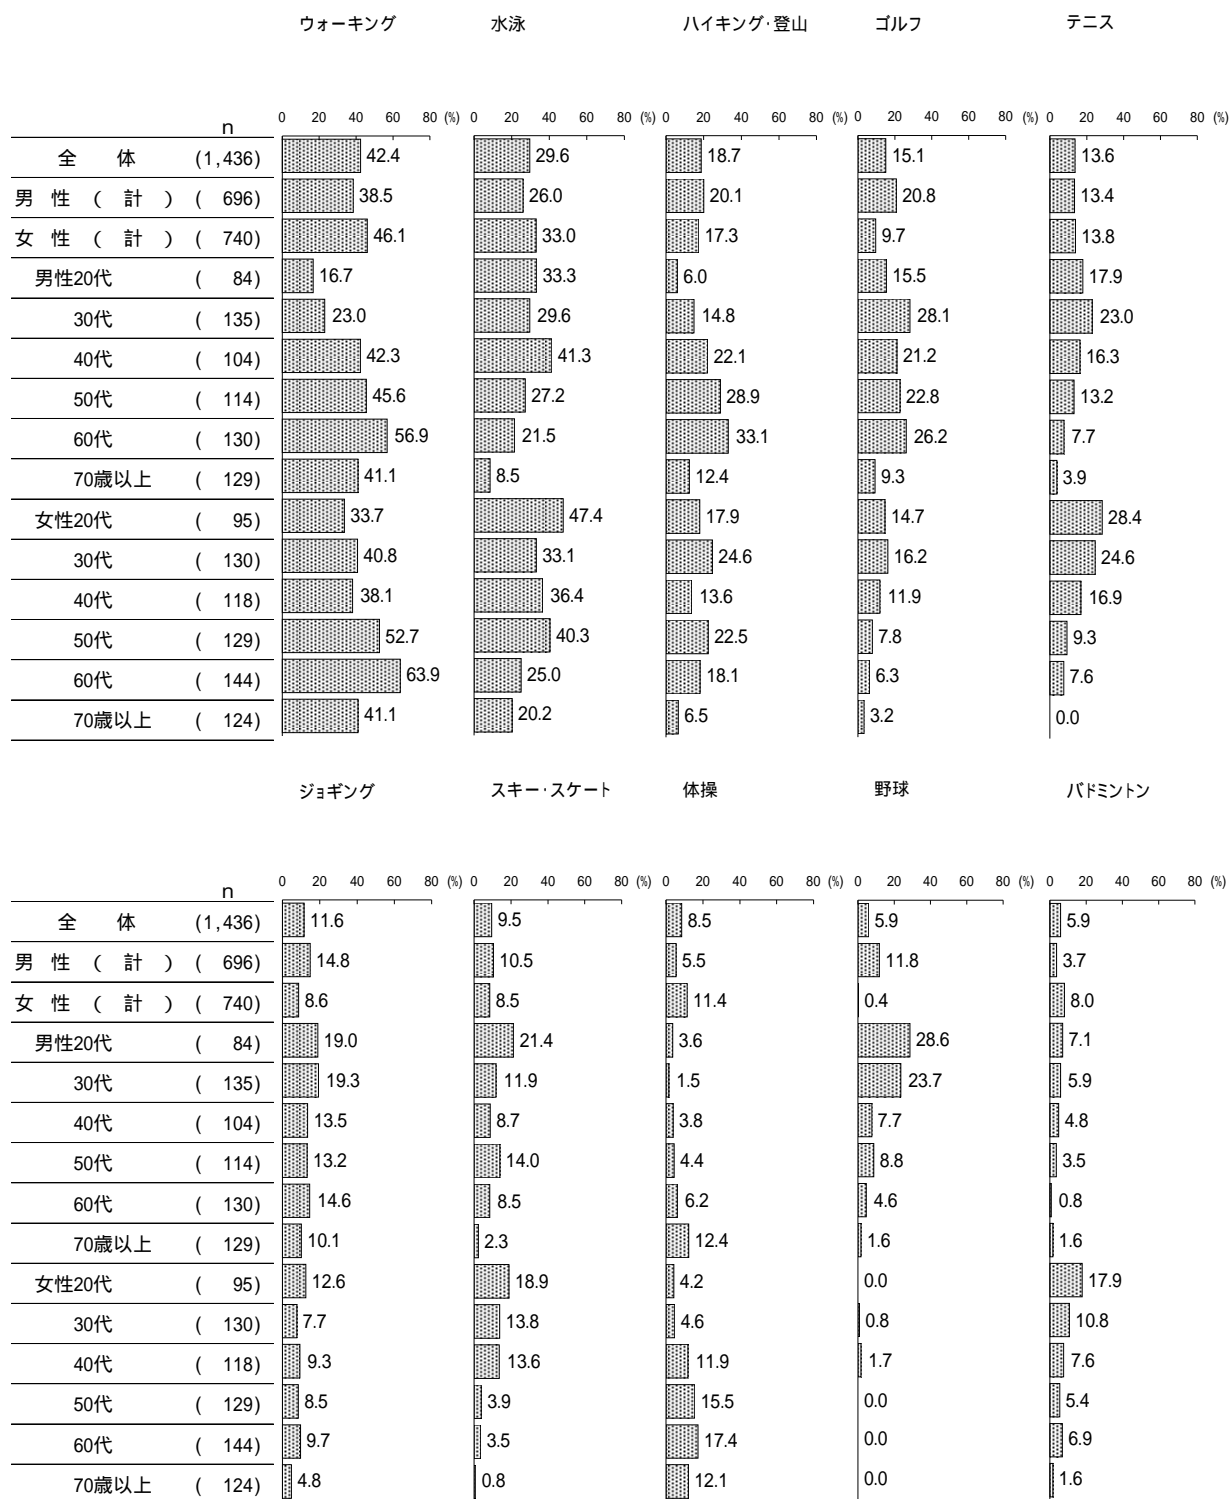 ウォーキング 水泳 ハイキング・登山 ゴルフ テニス
n 0 20 40 60 80 (%) 0 20 40 60 80 (%) 0 20 40 60 80 (%) 0 20 40 60 80 (%) 0 20 40 60 80 (%)
全 体 (1,436) 42.4 29.6 18.7 15.1 13.6
男 性 ( 計 ) ( 696) 38.5 26.0 20.1 20.8 13.4
女 性 ( 計 ) ( 740) 46.1 33.0 17.3 9.7 13.8
男性20代 ( 84) 16.7 33.3 6.0 15.5 17.9
30代 ( 135) 23.0 29.6 14.8 28.1 23.0
40代 ( 104) 42.3 41.3 22.1 21.2 16.3
50代 ( 114) 45.6 27.2 28.9 22.8 13.2
60代 ( 130) 56.9 21.5 33.1 26.2 7.7
70歳以上 ( 129) 41.1 8.5 12.4 9.3 3.9
女性20代 ( 95) 33.7 47.4 17.9 14.7 28.4
30代 ( 130) 40.8 33.1 24.6 16.2 24.6
40代 ( 118) 38.1 36.4 13.6 11.9 16.9
50代 ( 129) 52.7 40.3 22.5 7.8 9.3
60代 ( 144) 63.9 25.0 18.1 6.3 7.6
70歳以上 ( 124) 41.1 20.2 6.5 3.2 0.0
ジョギング スキー・スケート 体操 野球 バドミントン
n 0 20 40 60 80 (%) 0 20 40 60 80 (%) 0 20 40 60 80 (%) 0 20 40 60 80 (%) 0 20 40 60 80 (%)
全 体 (1,436) 11.6 9.5 8.5 5.9 5.9
男 性 ( 計 ) ( 696) 14.8 10.5 5.5 11.8 3.7
女 性 ( 計 ) ( 740) 8.6 8.5 11.4 0.4 8.0
男性20代 ( 84) 19.0 21.4 3.6 28.6 7.1
30代 ( 135) 19.3 11.9 1.5 23.7 5.9
40代 ( 104) 13.5 8.7 3.8 7.7 4.8
50代 ( 114) 13.2 14.0 4.4 8.8 3.5
60代 ( 130) 14.6 8.5 6.2 4.6 0.8
70歳以上 ( 129) 10.1 2.3 12.4 1.6 1.6
女性20代 ( 95) 12.6 18.9 4.2 0.0 17.9
30代 ( 130) 7.7 13.8 4.6 0.8 10.8
40代 ( 118) 9.3 13.6 11.9 1.7 7.6
50代 ( 129) 8.5 3.9 15.5 0.0 5.4
60代 ( 144) 9.7 3.5 17.4 0.0 6.9
70歳以上 ( 124) 4.8 0.8 12.1 0.0 1.6